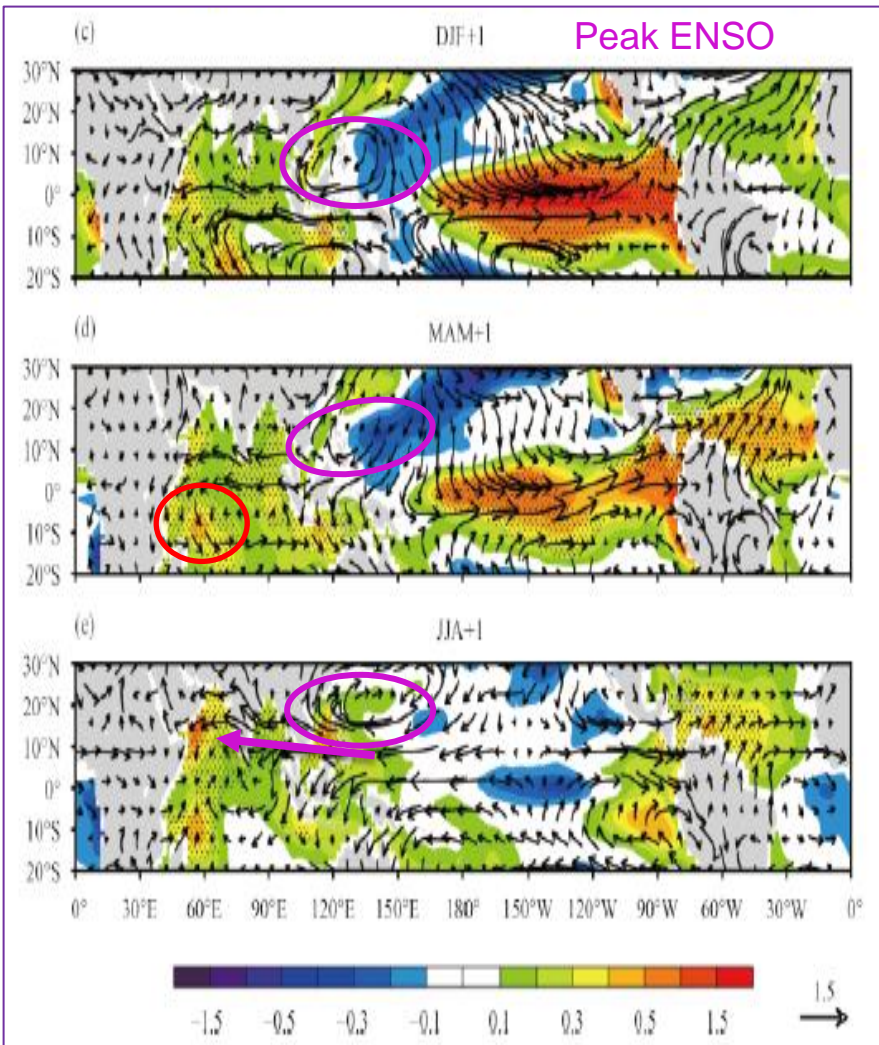 (c) DJF+1 Peak ENSO
30°N
20°N
10°N
0°
10°S
20°S
(d) MAM+1
30°N
20°N
10°N
0°
10°S
20°S
(e) JJA+1
30°N
20°N
10°N
0°
10°S
20°S
0° 30°E 60°E 90°E 120°E 150°E 180° 150°W 120°W 90°W 60°W 30°W 0°
−1.5 −0.5 −0.3 −0.1 0.1 0.3 0.5 1.5
1.5